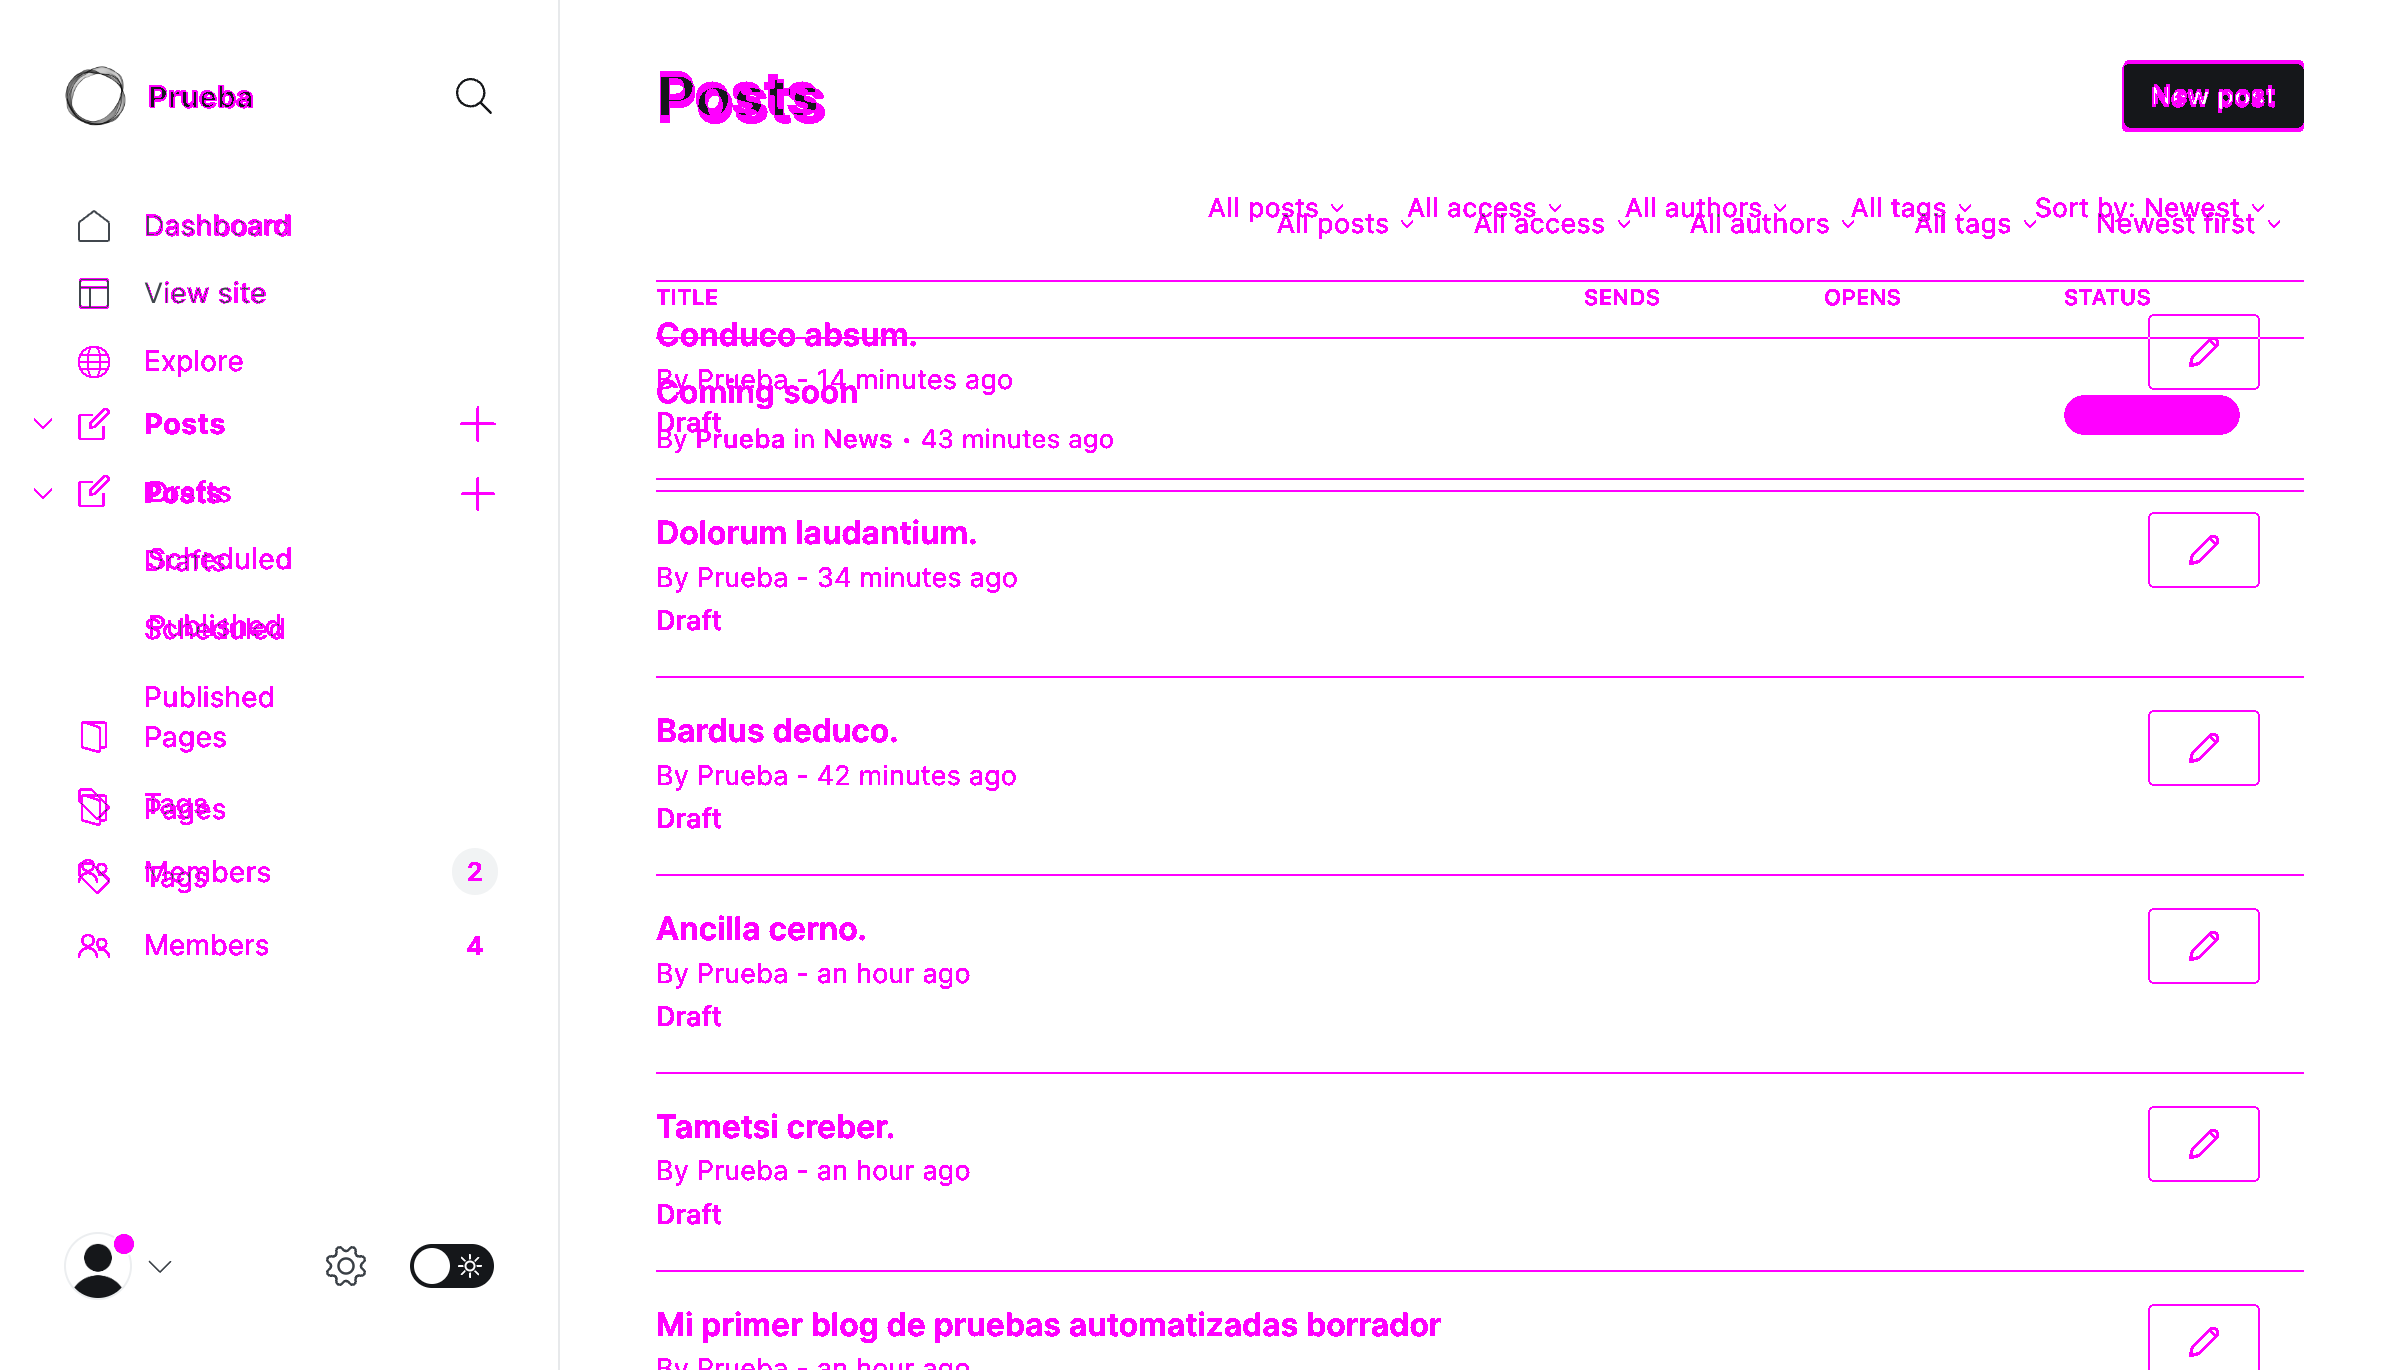 Prueba
Dashboard
View site
Explore
Posts
Posts
Drafts
Drafts
Scheduled
Published
Scheduled
Published
Pages
Tags
Pages
Members 2
Tags
Members 4
Posts
New post
All posts All access All authors All tags Sort by: Newest
All posts All access All authors All tags Newest first
TITLE SENDS OPENS STATUS
Conduco absum.
By Prueba - 14 minutes ago
Coming soon
Draft
By Prueba in News • 43 minutes ago
Dolorum laudantium.
By Prueba - 34 minutes ago
Draft
Bardus deduco.
By Prueba - 42 minutes ago
Draft
Ancilla cerno.
By Prueba - an hour ago
Draft
Tametsi creber.
By Prueba - an hour ago
Draft
Mi primer blog de pruebas automatizadas borrador
By Prueba - an hour ago